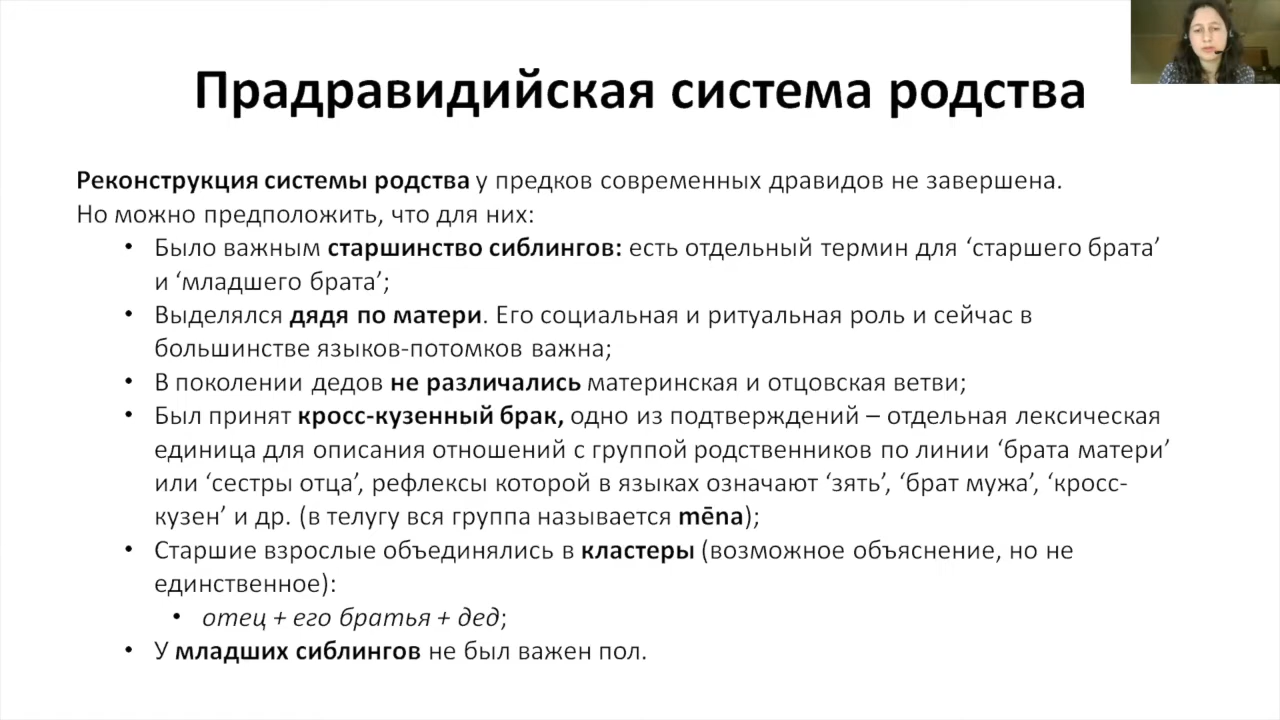 Прадравидийская система родства
Реконструкция системы родства у предков современных дравидов не завершена.
Но можно предположить, что для них:
• Было важным старшинство сиблингов: есть отдельный термин для ‘старшего брата’
и ‘младшего брата’;
• Выделялся дядя по матери. Его социальная и ритуальная роль и сейчас в
большинстве языков-потомков важна;
• В поколении дедов не различались материнская и отцовская ветви;
• Был принят кросс-кузенный брак, одно из подтверждений – отдельная лексическая
единица для описания отношений с группой родственников по линии ‘брата матери’
или ‘сестры отца’, рефлексы которой в языках означают ‘зять’, ‘брат мужа’, ‘кросс-
кузен’ и др. (в телугу вся группа называется mēna);
• Старшие взрослые объединялись в кластеры (возможное объяснение, но не
единственное):
• отец + его братья + дед;
• У младших сиблингов не был важен пол.